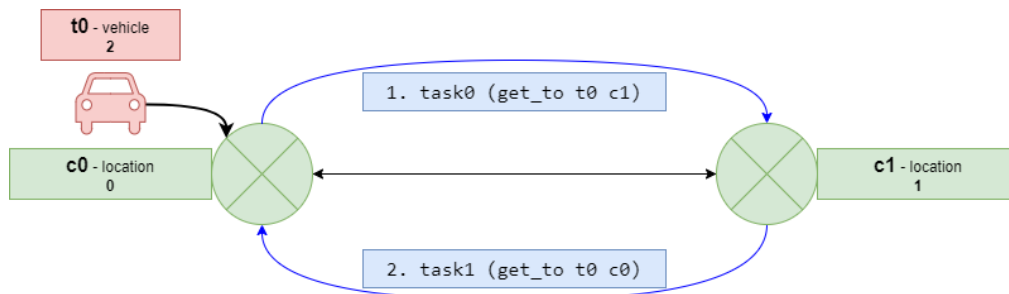 t0 - vehicle
2
1. task0 (get_to t0 c1)
c0 - location
0
c1 - location
1
2. task1 (get_to t0 c0)